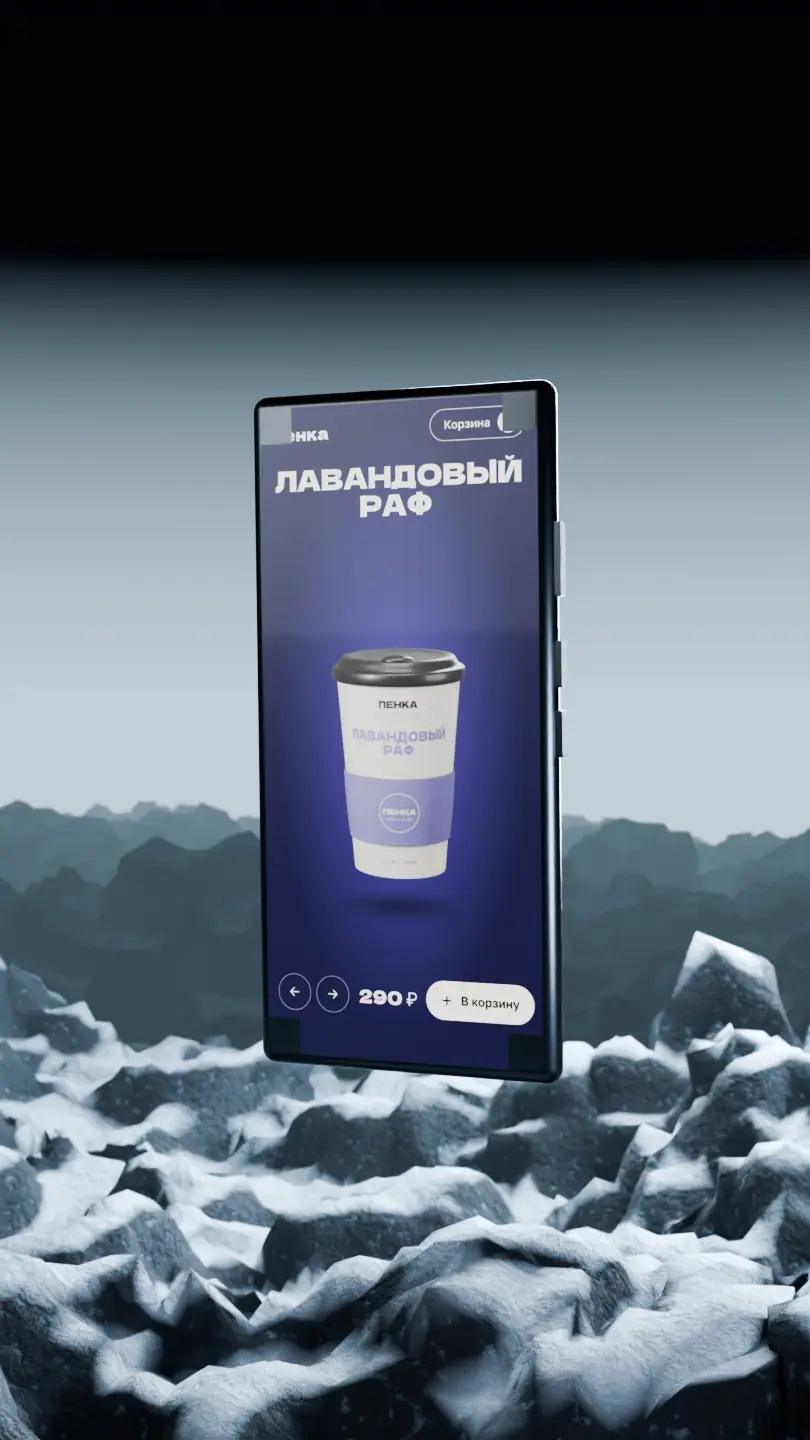 енка
Корзина
ЛАВАНДОВЫЙ
РАФ
ПЕНКА
ЛАВАНДОВЫЙ
РАФ
ПЕНКА
290 ₽
+ В корзину